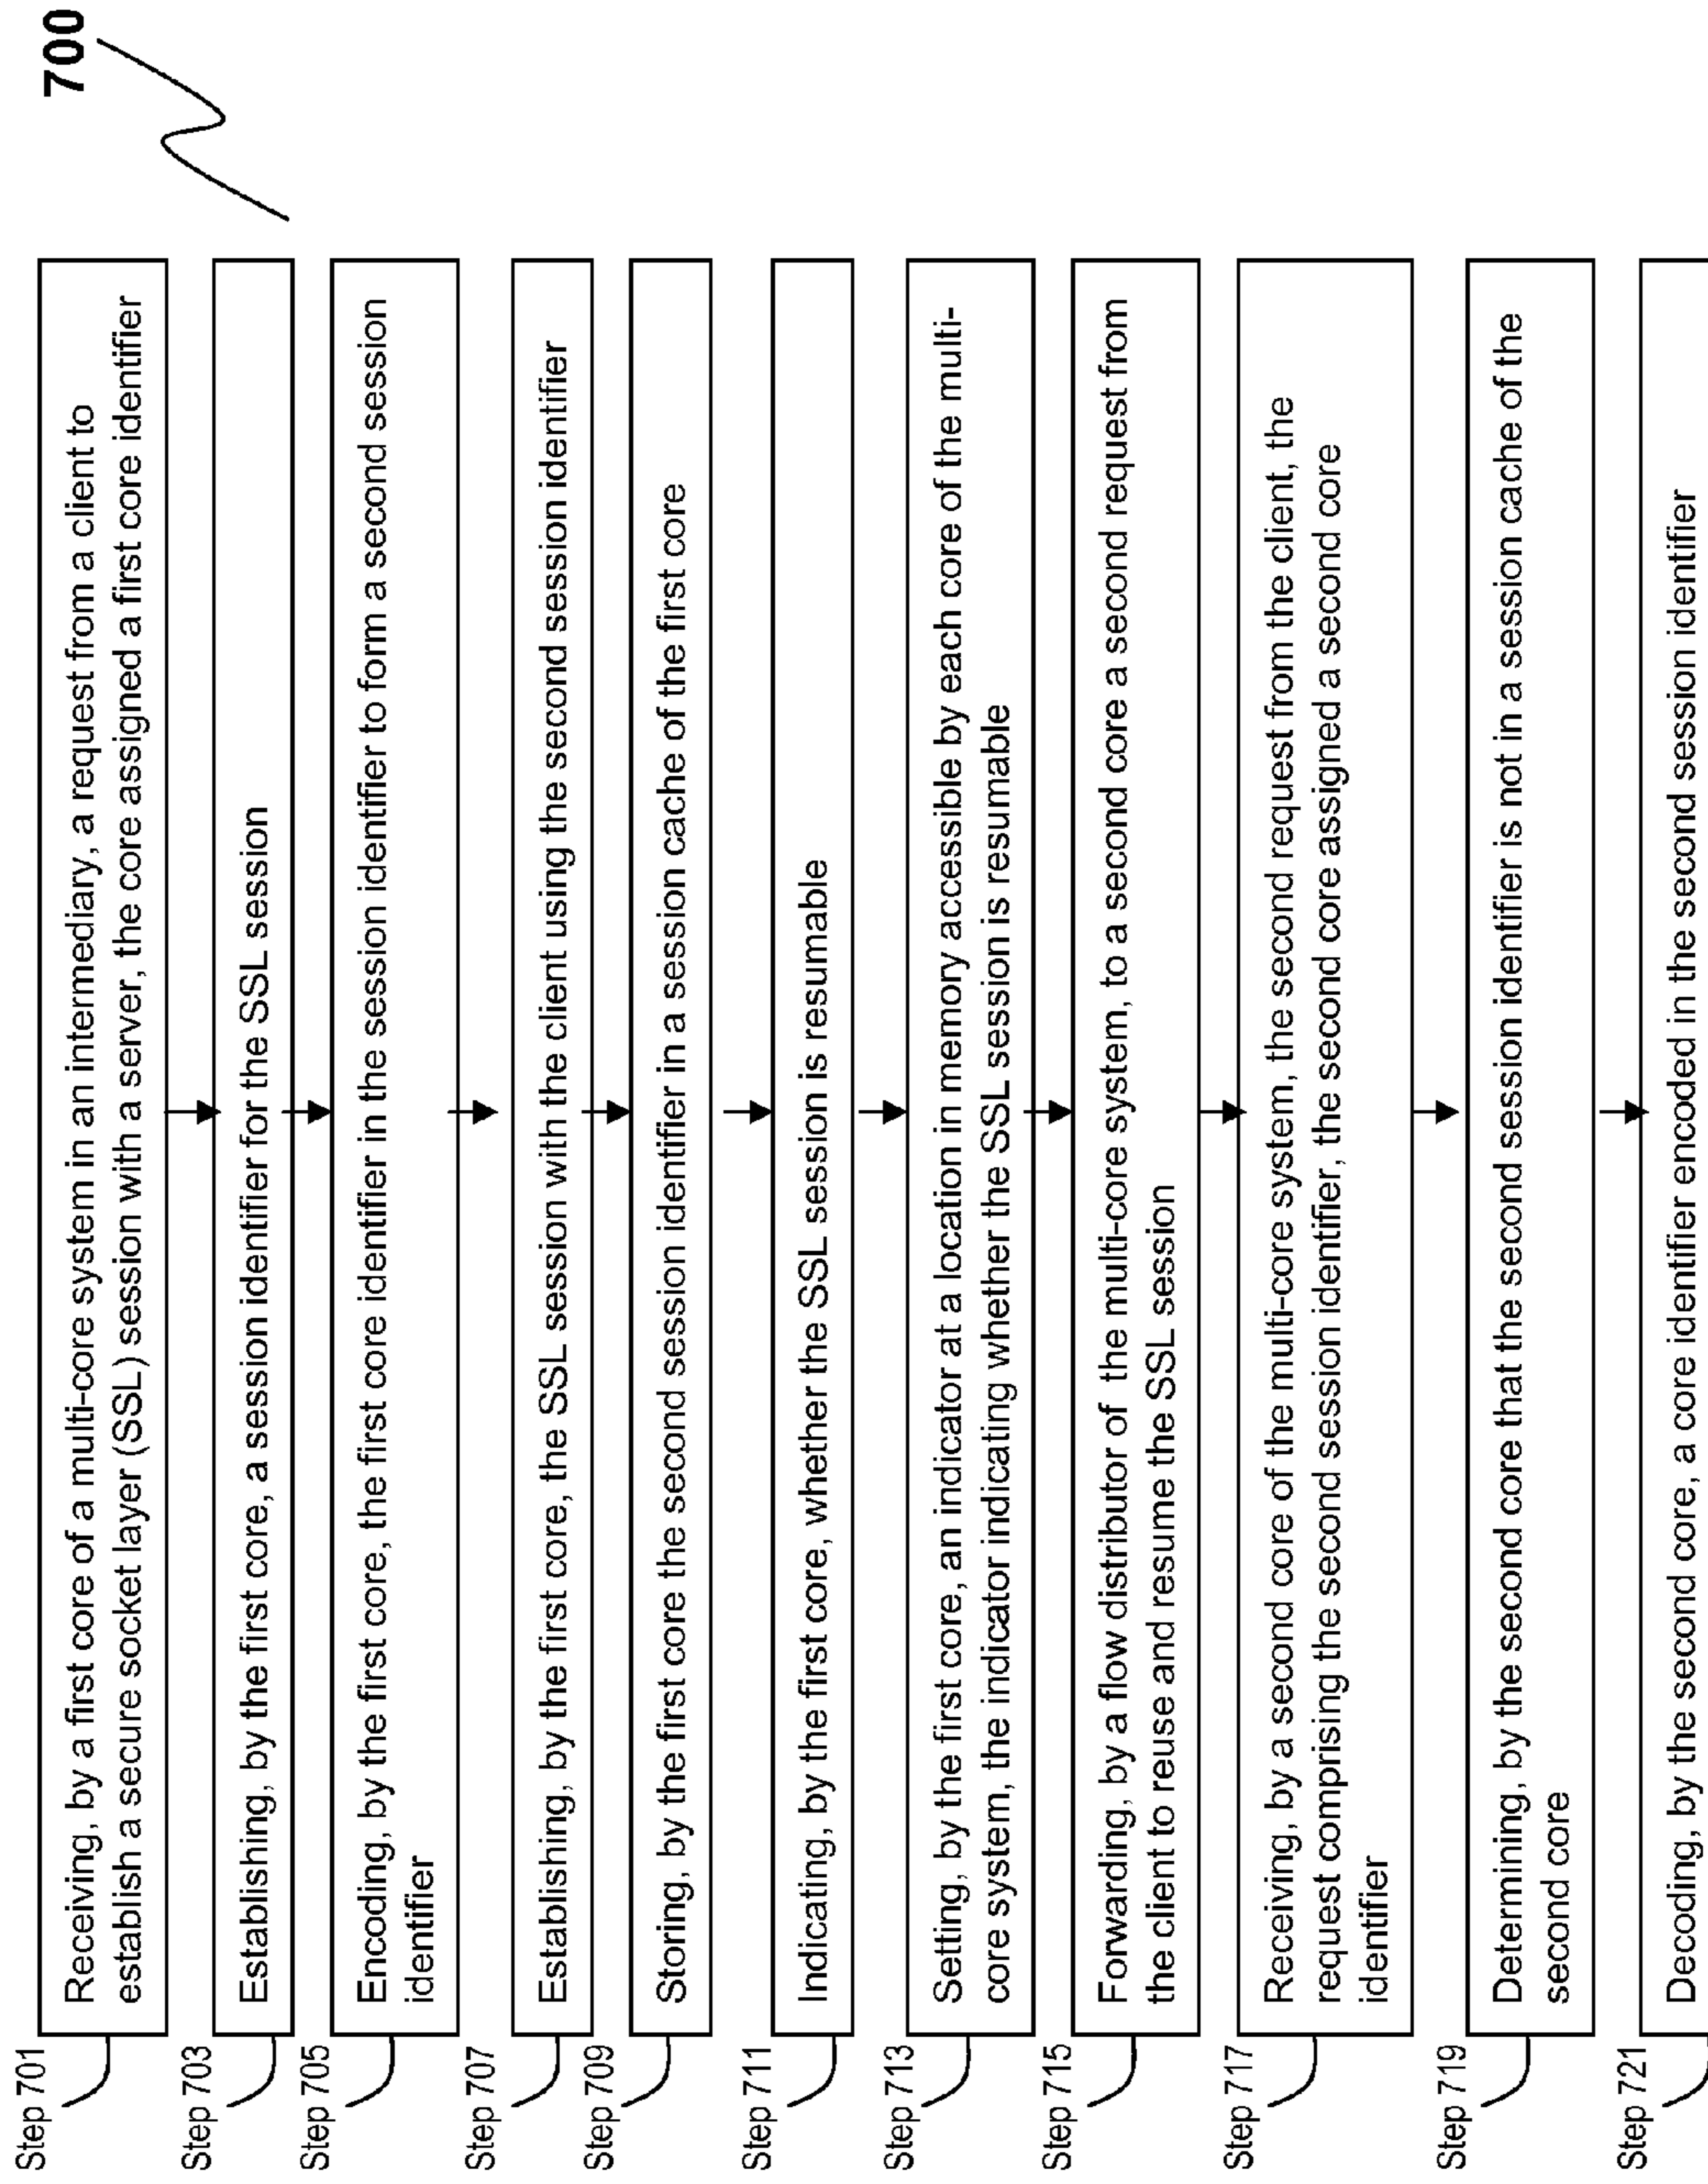 700
Step 701
Receiving, by a first core of a multi-core system in an intermediary, a request from a client to
establish a secure socket layer (SSL) session with a server, the core assigned a first core identifier
Step 703
Establishing, by the first core, a session identifier for the SSL session
Step 705
Encoding, by the first core, the first core identifier in the session identifier to form a second session
identifier
Step 707
Establishing, by the first core, the SSL session with the client using the second session identifier
Step 709
Storing, by the first core the second session identifier in a session cache of the first core
Step 711
Indicating, by the first core, whether the SSL session is resumable
Step 713
Setting, by the first core, an indicator at a location in memory accessible by each core of the multi-
core system, the indicator indicating whether the SSL session is resumable
Step 715
Forwarding, by a flow distributor of the multi-core system, to a second core a second request from
the client to reuse and resume the SSL session
Step 717
Receiving, by a second core of the multi-core system, the second request from the client, the
request comprising the second session identifier, the second core assigned a second core
identifier
Step 719
Determining, by the second core that the second session identifier is not in a session cache of the
second core
Step 721
Decoding, by the second core, a core identifier encoded in the second session identifier